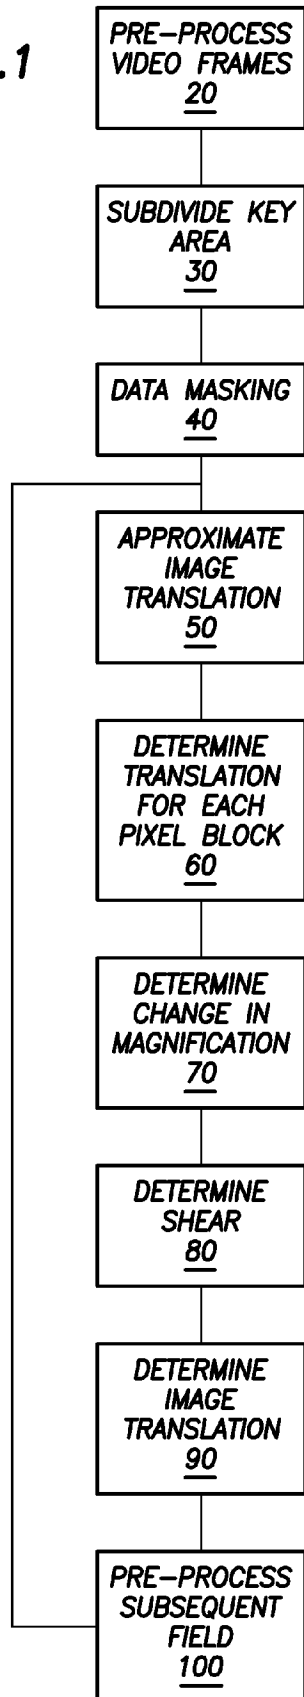 .1
PRE-PROCESS
VIDEO FRAMES
20
SUBDIVIDE KEY
AREA
30
DATA MASKING
40
APPROXIMATE
IMAGE
TRANSLATION
50
DETERMINE
TRANSLATION
FOR EACH
PIXEL BLOCK
60
DETERMINE
CHANGE IN
MAGNIFICATION
70
DETERMINE
SHEAR
80
DETERMINE
IMAGE
TRANSLATION
90
PRE-PROCESS
SUBSEQUENT
FIELD
100